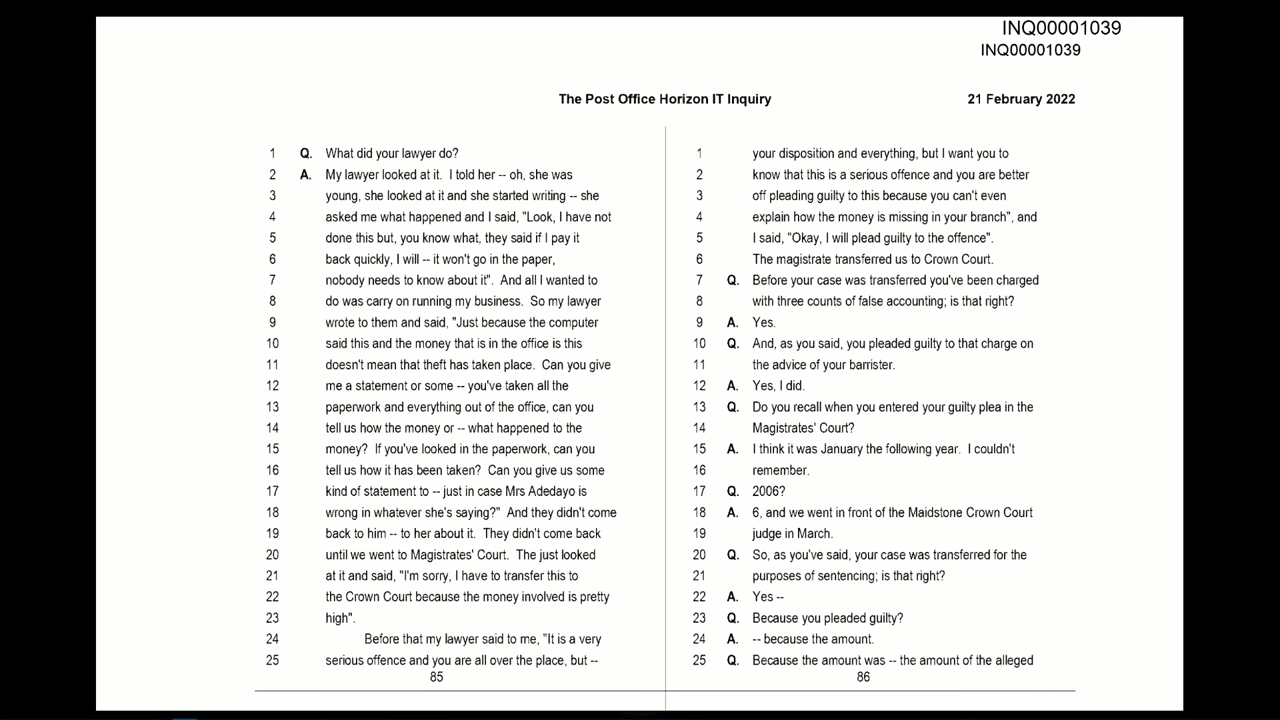 INQ00001039
INQ00001039
The Post Office Horizon IT Inquiry 21 February 2022
1 Q. What did your lawyer do?
2 A. My lawyer looked at it. I told her -- oh, she was
3 young, she looked at it and she started writing -- she
4 asked me what happened and I said, "Look, I have not
5 done this but, you know what, they said if I pay it
6 back quickly, I will -- it won't go in the paper,
7 nobody needs to know about it". And all I wanted to
8 do was carry on running my business. So my lawyer
9 wrote to them and said, "Just because the computer
10 said this and the money that is in the office is this
11 doesn't mean that theft has taken place. Can you give
12 me a statement or some -- you've taken all the
13 paperwork and everything out of the office, can you
14 tell us how the money or -- what happened to the
15 money? If you've looked in the paperwork, can you
16 tell us how it has been taken? Can you give us some
17 kind of statement to -- just in case Mrs Adedayo is
18 wrong in whatever she's saying?" And they didn't come
19 back to him -- to her about it. They didn't come back
20 until we went to Magistrates' Court. The just looked
21 at it and said, "I'm sorry, I have to transfer this to
22 the Crown Court because the money involved is pretty
23 high".
24 Before that my lawyer said to me, "It is a very
25 serious offence and you are all over the place, but --
85
1 your disposition and everything, but I want you to
2 know that this is a serious offence and you are better
3 off pleading guilty to this because you can't even
4 explain how the money is missing in your branch", and
5 I said, "Okay, I will plead guilty to the offence".
6 The magistrate transferred us to Crown Court.
7 Q. Before your case was transferred you've been charged
8 with three counts of false accounting; is that right?
9 A. Yes.
10 Q. And, as you said, you pleaded guilty to that charge on
11 the advice of your barrister.
12 A. Yes, I did.
13 Q. Do you recall when you entered your guilty plea in the
14 Magistrates' Court?
15 A. I think it was January the following year. I couldn't
16 remember.
17 Q. 2006?
18 A. 6, and we went in front of the Maidstone Crown Court
19 judge in March.
20 Q. So, as you've said, your case was transferred for the
21 purposes of sentencing; is that right?
22 A. Yes --
23 Q. Because you pleaded guilty?
24 A. -- because the amount.
25 Q. Because the amount was -- the amount of the alleged
86